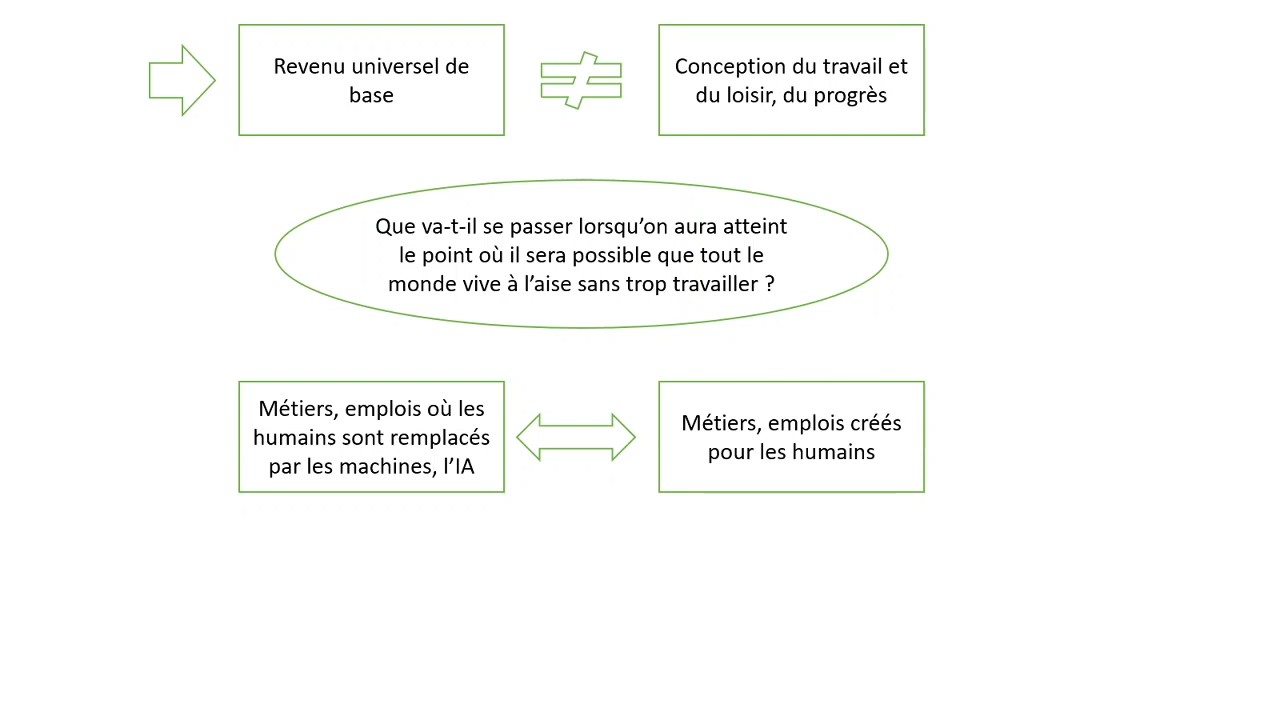 Revenu universel de
base
Conception du travail et
du loisir, du progrès
Que va-t-il se passer lorsqu’on aura atteint
le point où il sera possible que tout le
monde vive à l’aise sans trop travailler ?
Métiers, emplois où les
humains sont remplacés
par les machines, l’IA
Métiers, emplois créés
pour les humains